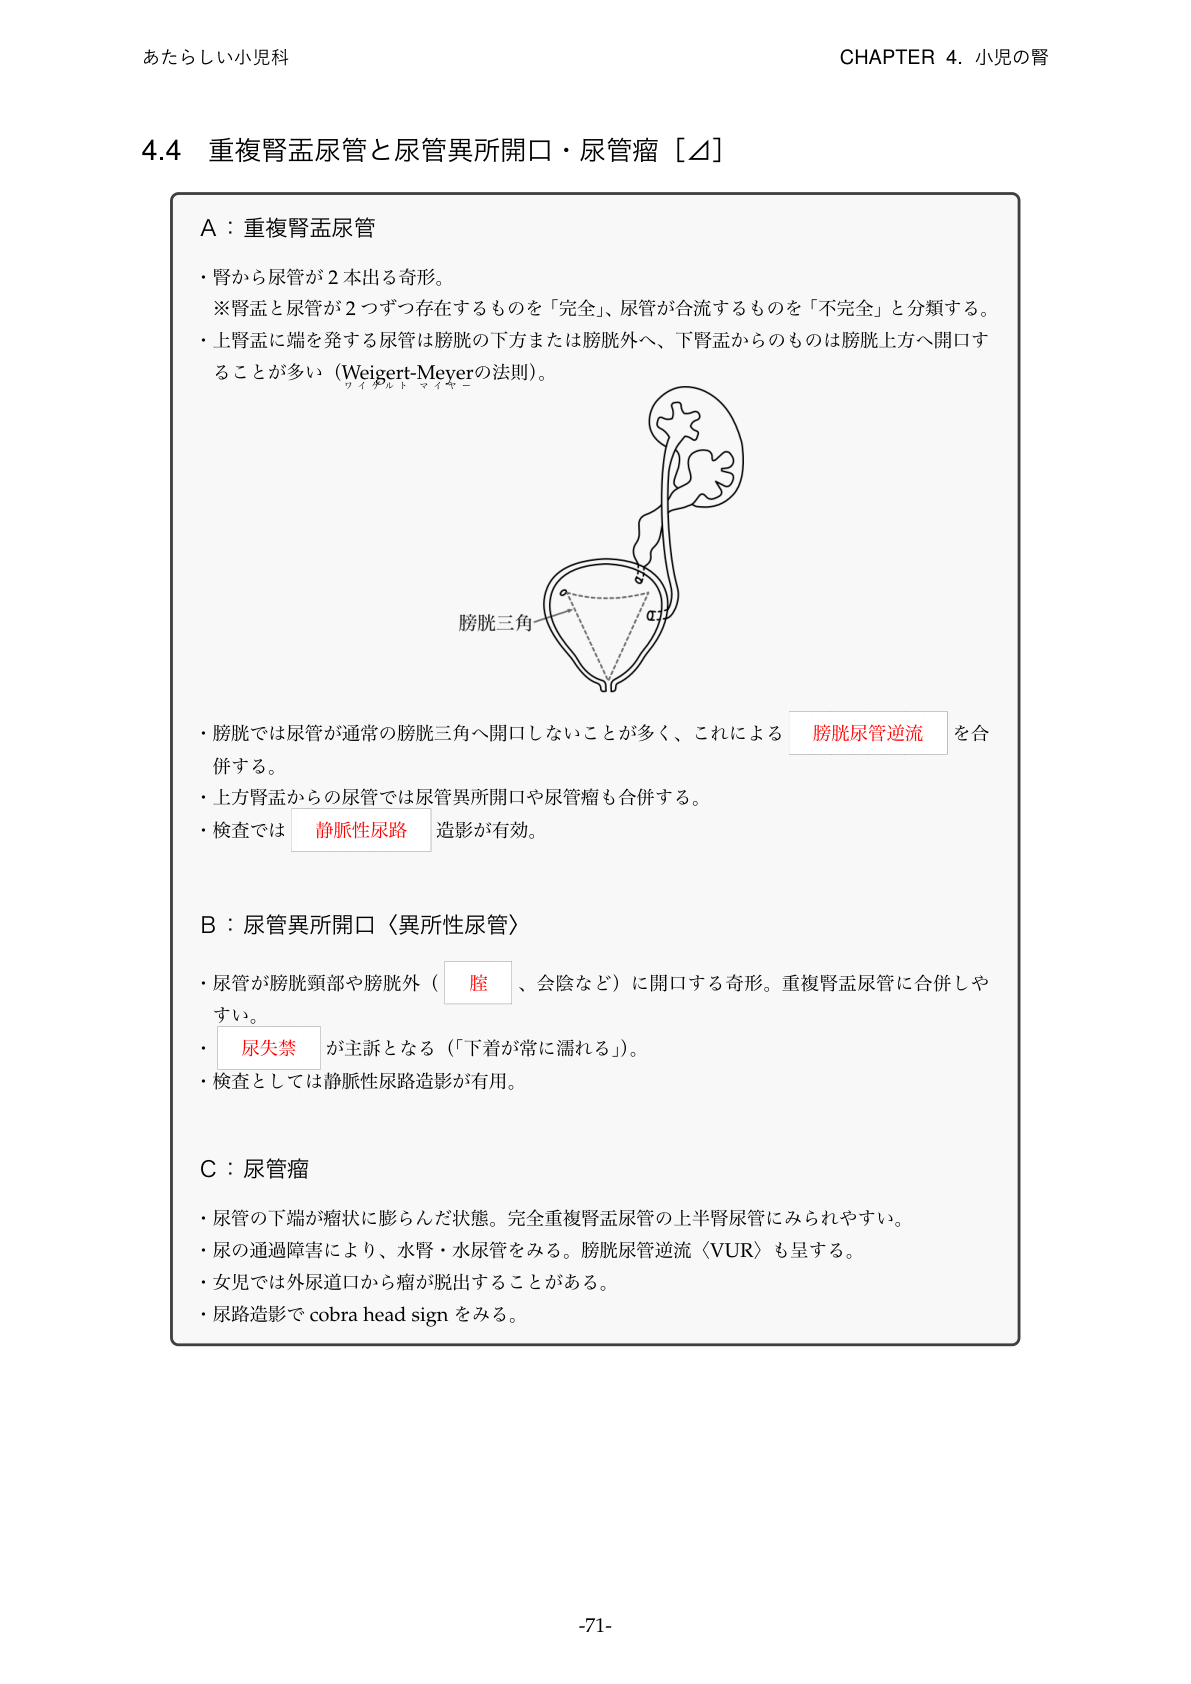 あたらしい小児科
CHAPTER 4. 小児の腎
4.4 重複腎盂尿管と尿管異所開口・尿管瘤［⊿］
A：重複腎盂尿管
・腎から尿管が 2 本出る奇形。
※腎盂と尿管が 2 つずつ存在するものを「完全」、尿管が合流するものを「不完全」と分類する。
・上腎盂に端を発する尿管は膀胱の下方または膀胱外へ、下腎盂からのものは膀胱上方へ開口す
ることが多い（Weigert-Meyerの法則）。
ワイゲルト マイヤー
膀胱三角
・膀胱では尿管が通常の膀胱三角へ開口しないことが多く、これによる 膀胱尿管逆流 を合
併する。
・上方腎盂からの尿管では尿管異所開口や尿管瘤も合併する。
・検査では 静脈性尿路 造影が有効。
B：尿管異所開口〈異所性尿管〉
・尿管が膀胱頸部や膀胱外（ 腟 、会陰など）に開口する奇形。重複腎盂尿管に合併しや
すい。
・ 尿失禁 が主訴となる（「下着が常に濡れる」）。
・検査としては静脈性尿路造影が有用。
C：尿管瘤
・尿管の下端が瘤状に膨らんだ状態。完全重複腎盂尿管の上半腎尿管にみられやすい。
・尿の通過障害により、水腎・水尿管をみる。膀胱尿管逆流〈VUR〉も呈する。
・女児では外尿道口から瘤が脱出することがある。
・尿路造影で cobra head sign をみる。
-71-